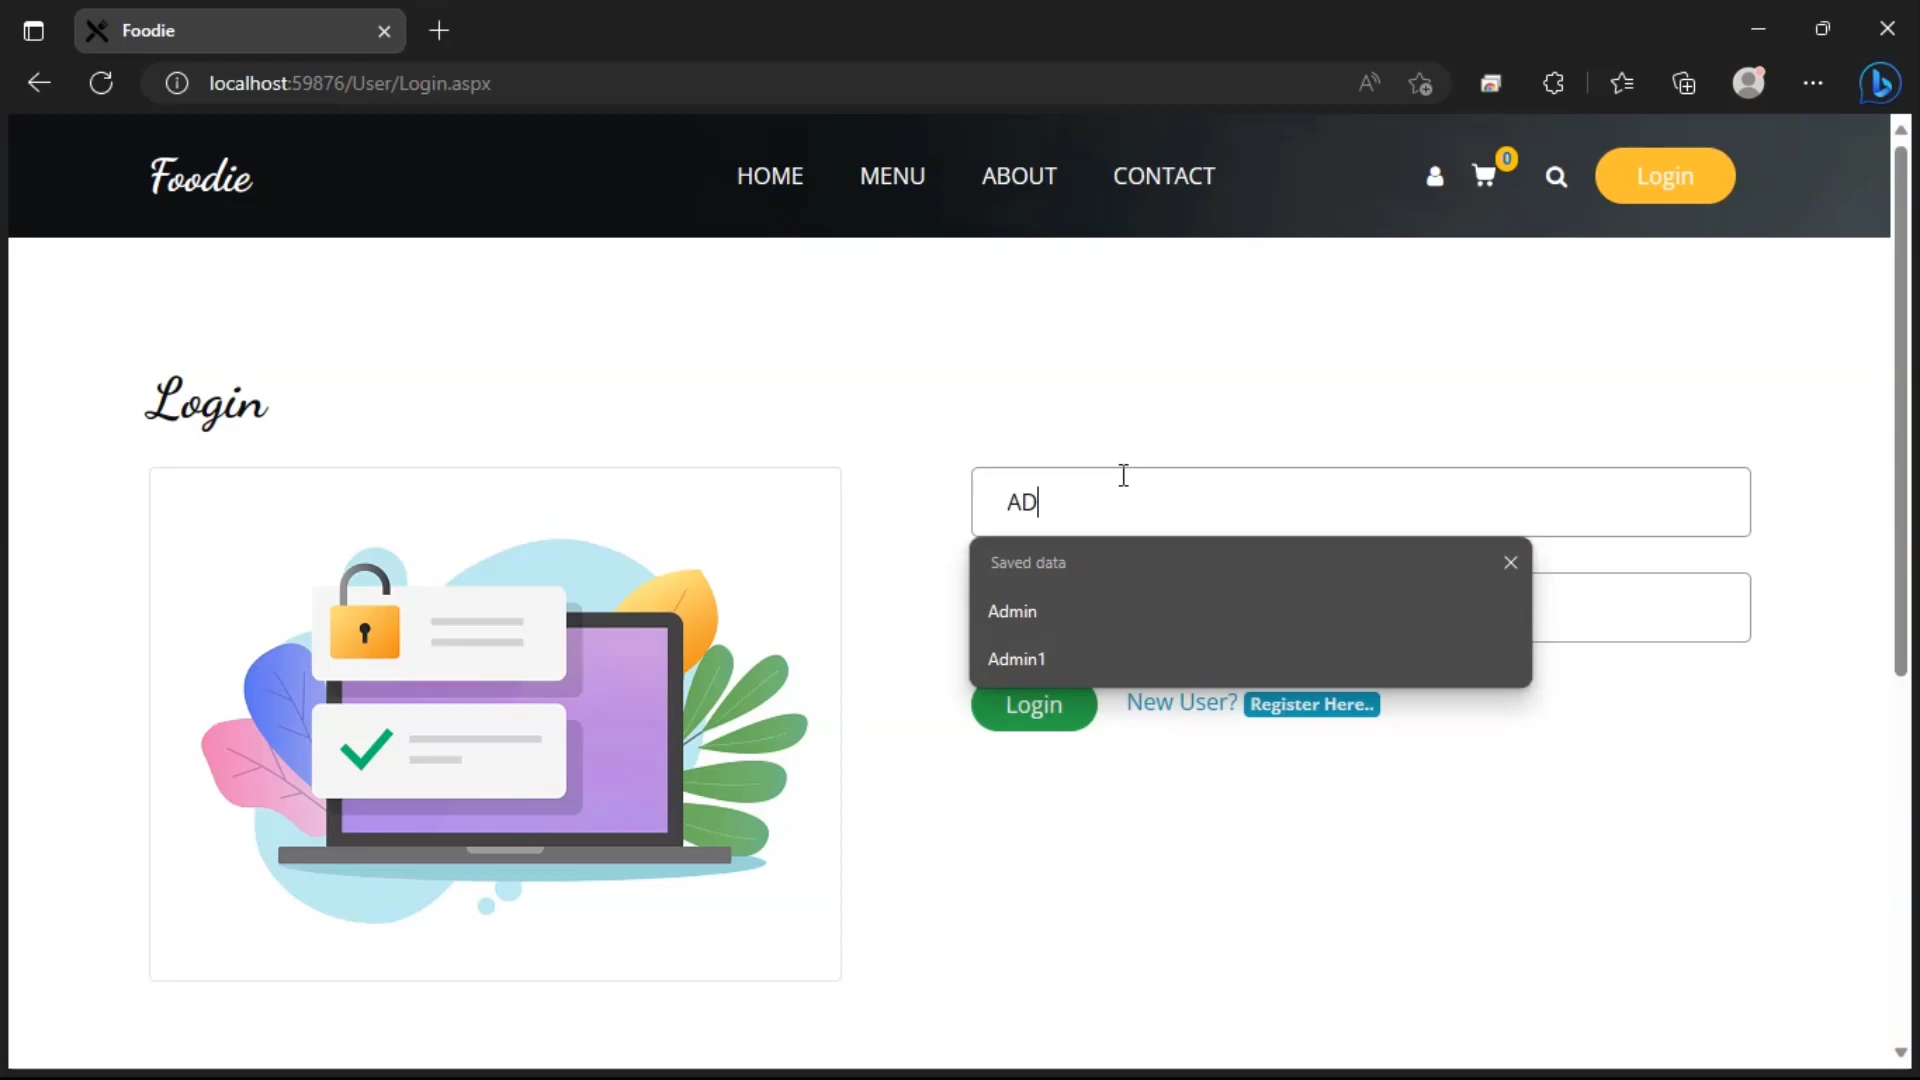 Foodie
localhost:59876/User/Login.aspx
Foodie
HOME MENU ABOUT CONTACT
0
Login
Login
AD
Saved data
Admin
Admin1
Login New User? Register Here..